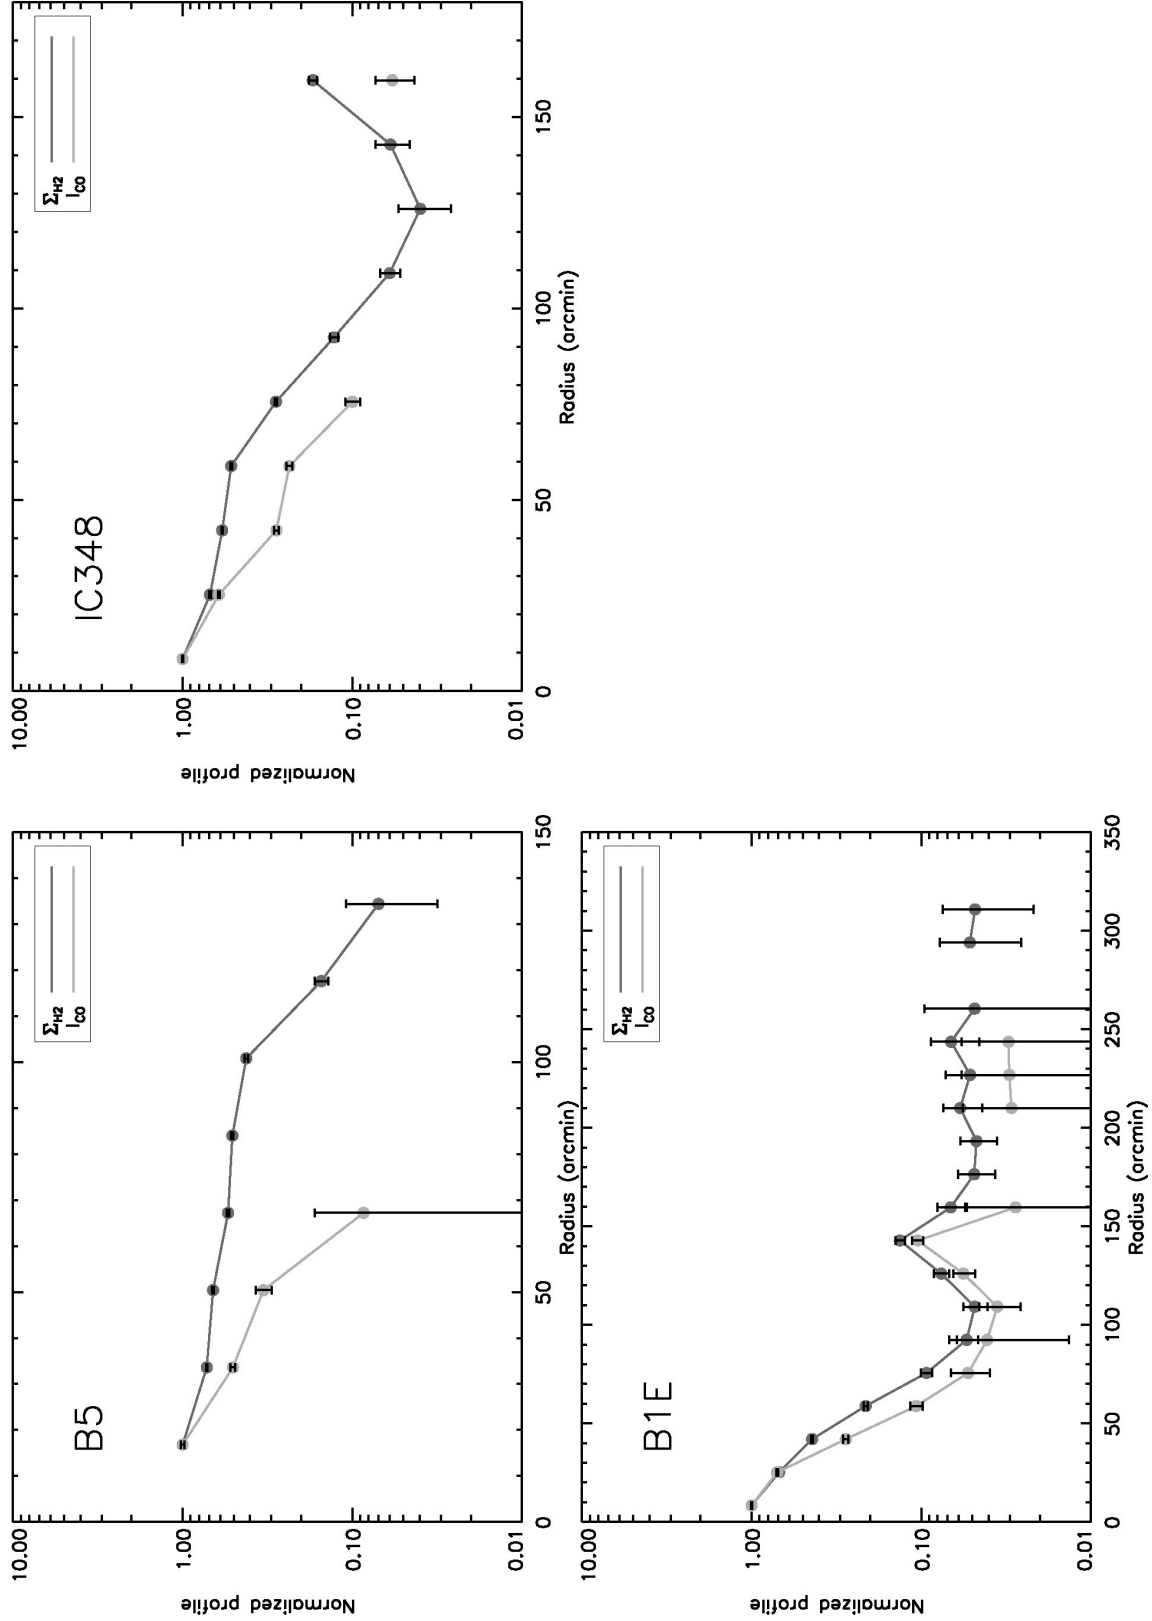 B5
Σ_H2
I_CO
10.00
1.00
0.10
0.01
Normalized profile
0
50
100
150
Radius (arcmin)
IC348
Σ_H2
I_CO
10.00
1.00
0.10
0.01
Normalized profile
0
50
100
150
Radius (arcmin)
B1E
Σ_H2
I_CO
10.00
1.00
0.10
0.01
Normalized profile
0
50
100
150
200
250
300
350
Radius (arcmin)